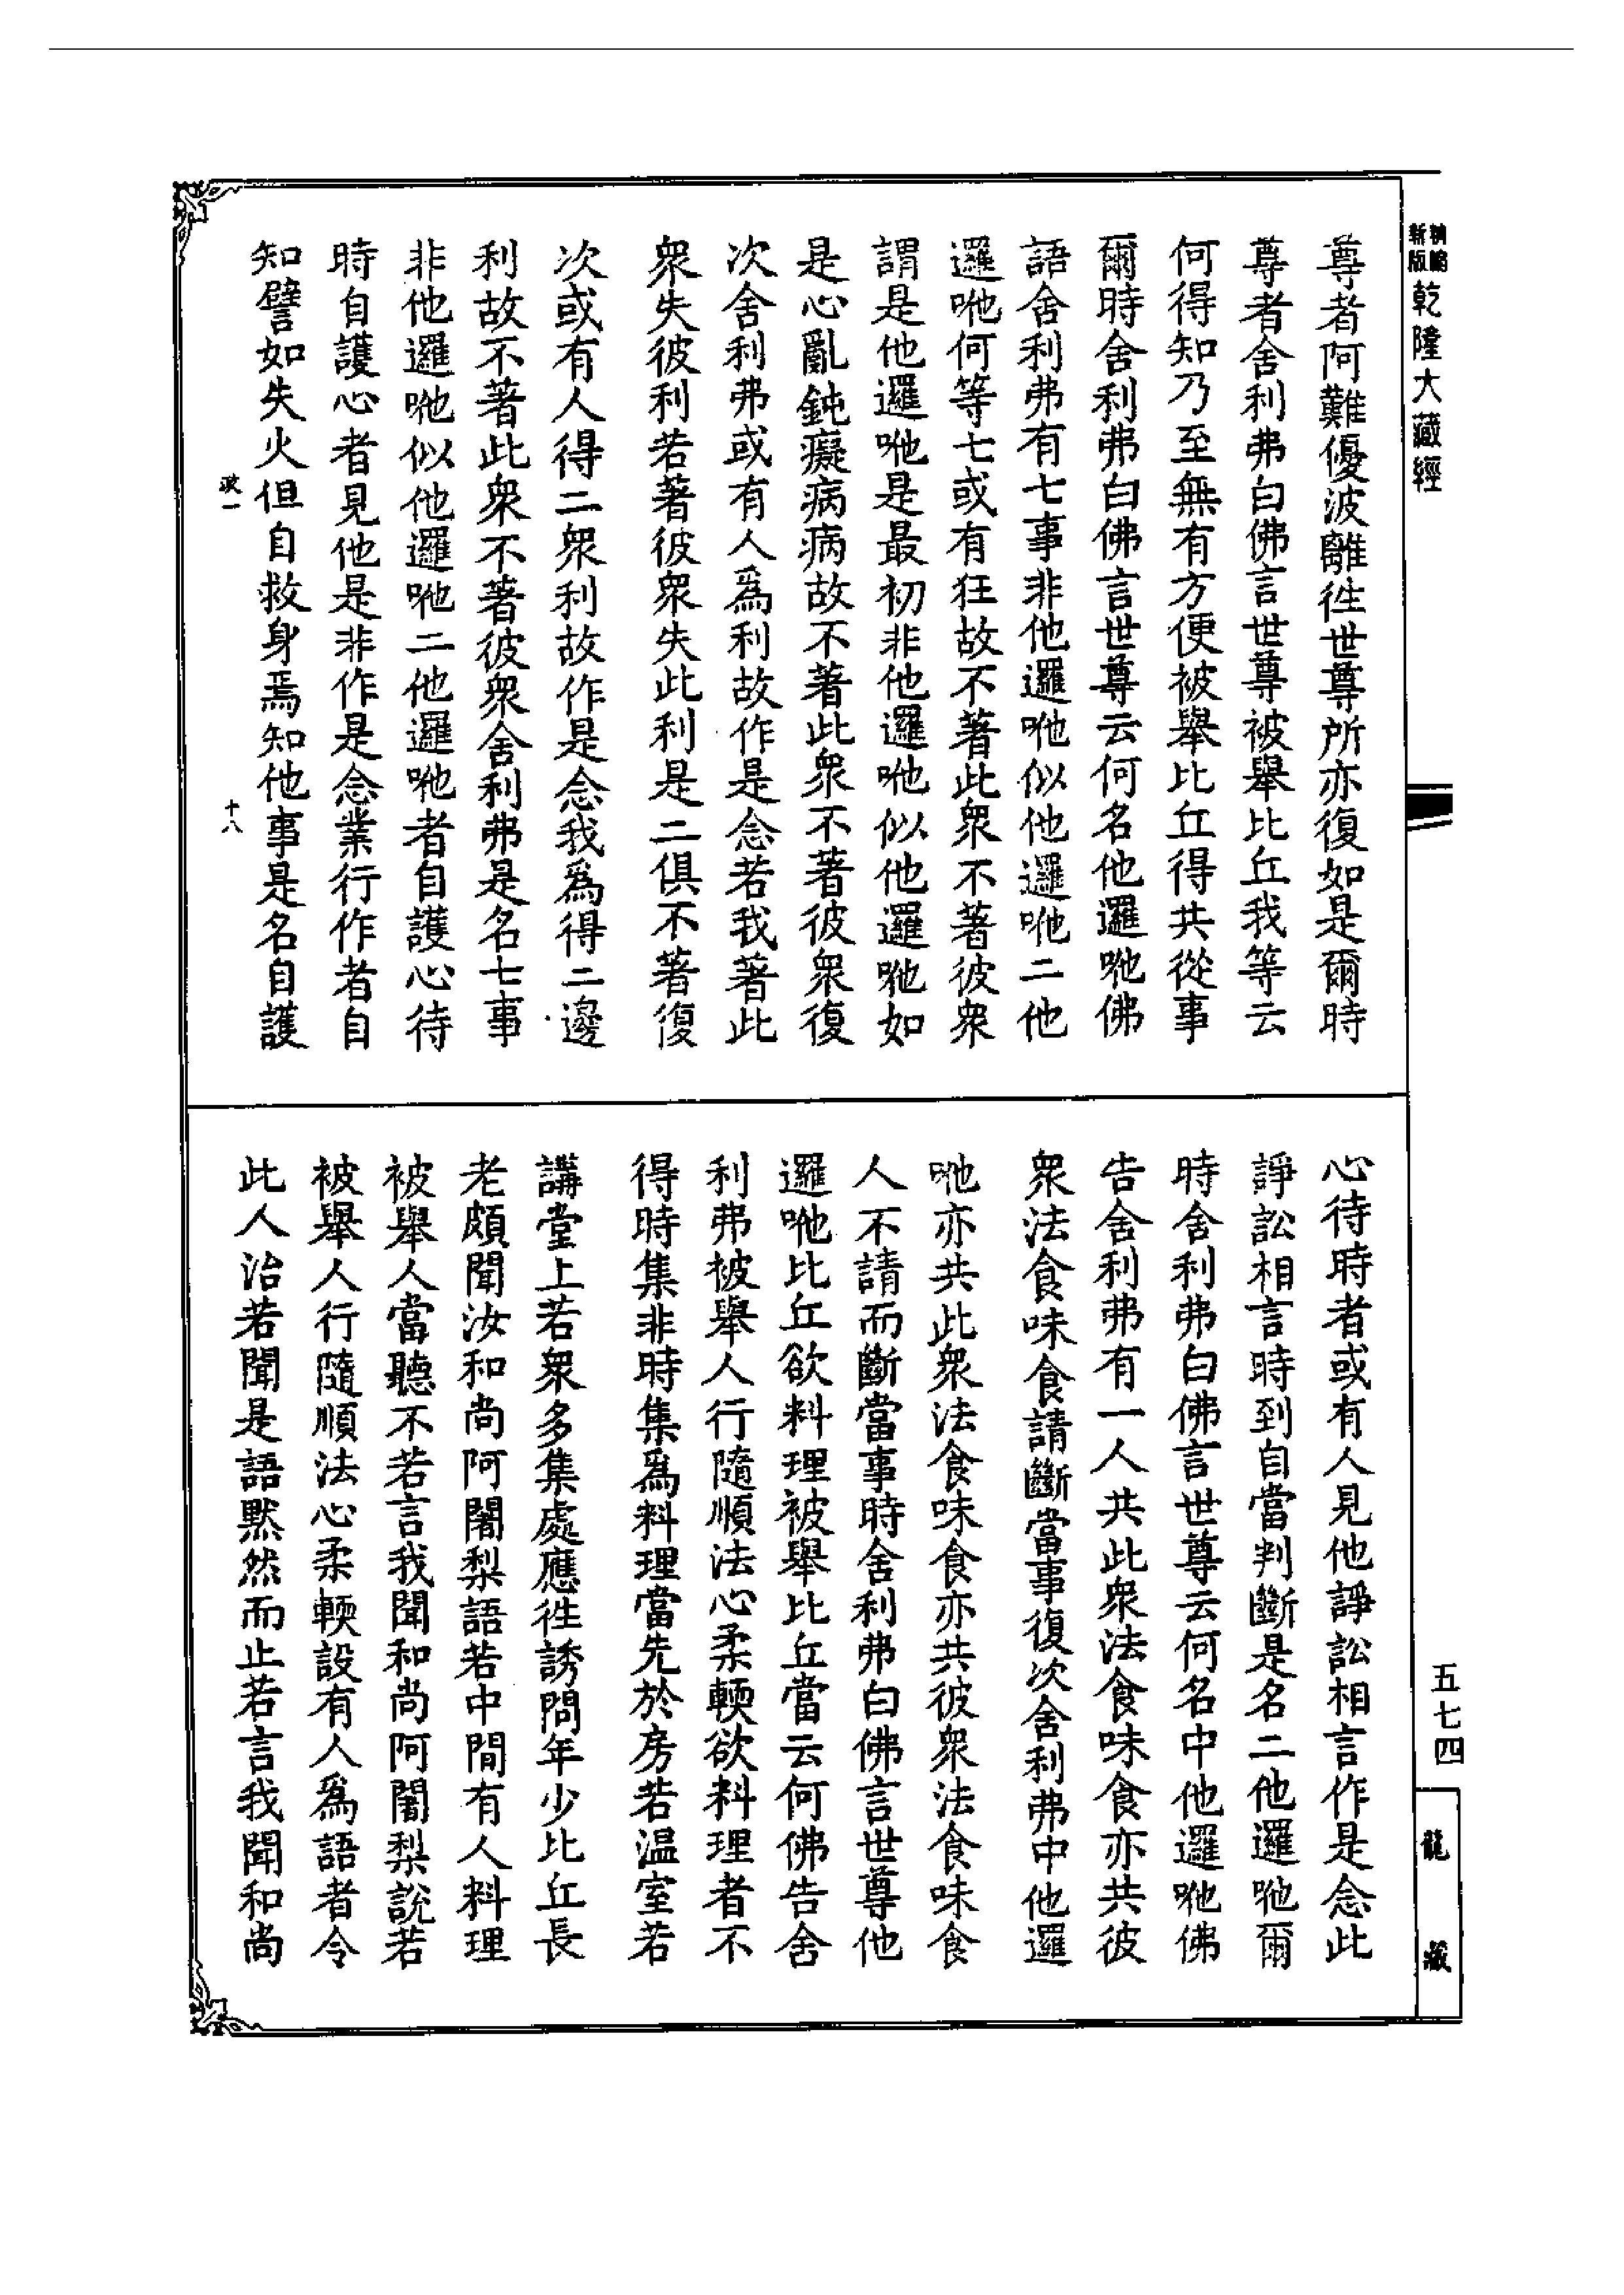 新版
乾隆大藏經
尊者阿難優波離徃世尊所亦復如是爾時
尊者舍利弗白佛言世尊被舉比丘我等云
何得知乃至無有方便被舉比丘得共從事
爾時舍利弗白佛言世尊云何名他邏咃佛
語舍利弗有七事非他邏咃似他邏咃二他
邏咃何等七或有狂故不著此衆不著彼衆
謂是他邏咃是最初非他邏咃似他邏咃如
是心亂鈍癡病病故不著此衆不著彼衆復
次舍利弗或有人爲利故作是念若我著此
衆失彼利若著彼衆失此利是二俱不著復
次或有人得二衆利故作是念我爲得二邊
利故不著此衆不著彼衆舍利弗是名七事
非他邏咃似他邏咃二他邏咃者自護心待
時自護心者見他是非作是念業行作者自
知譬如失火但自救身焉知他事是名自護
十八
心待時者或有人見他諍訟相言作是念此
諍訟相言時到自當判斷是名二他邏咃爾
時舍利弗白佛言世尊云何名中他邏咃佛
告舍利弗有一人共此衆法食味食亦共彼
衆法食味食請斷當事復次舍利弗中他邏
咃亦共此衆法食味食亦共彼衆法食味食
人不請而斷當事時舍利弗白佛言世尊他
邏咃比丘欲料理被舉比丘當云何佛告舍
利弗被舉人行隨順法心柔輭欲料理者不
得時集非時集爲料理當先於房若温室若
講堂上若衆多集處應徃誘問年少比丘長
老頗聞汝和尚阿闍梨語若中間有人料理
被舉人當聽不若言我聞和尚阿闍梨說若
被舉人行隨順法心柔輭設有人爲語者令
此人治若聞是語默然而止若言我聞和尚
五七四
龍藏